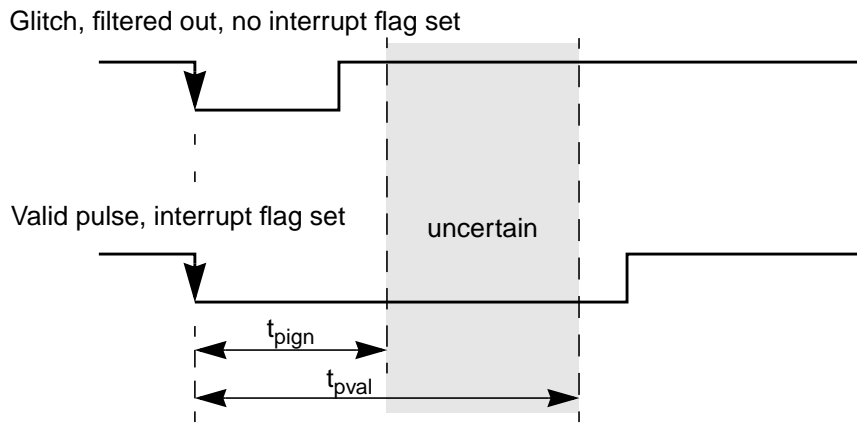 Glitch, filtered out, no interrupt flag set
Valid pulse, interrupt flag set
uncertain
tpign
tpval